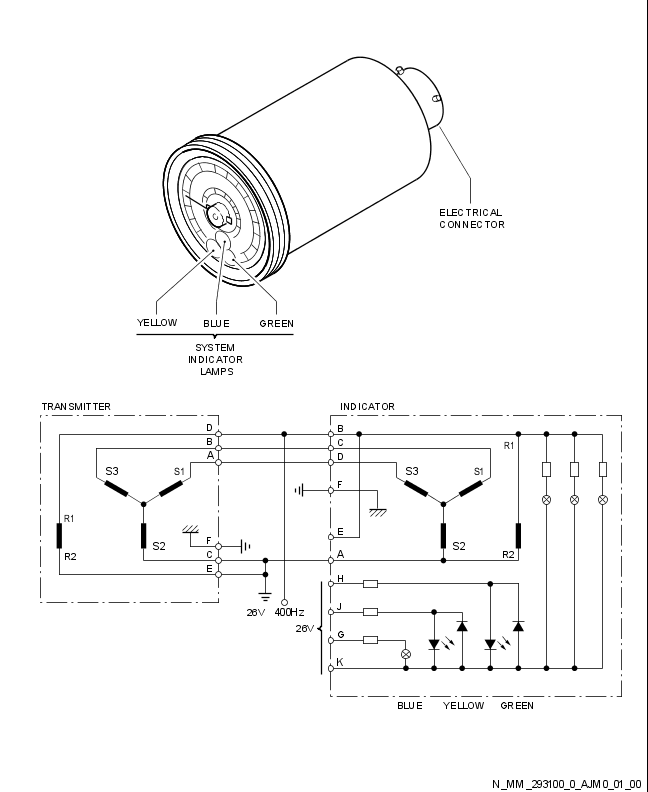 ELECTRICAL
CONNECTOR
YELLOW BLUE GREEN
SYSTEM
INDICATOR
LAMPS
TRANSMITTER INDICATOR
D B
B C R1
A D
S3 S1 S3 S1
F
R1
F E
R2 S2 S2 R2
C A
E
H
26V 400Hz J
26V
G
K
BLUE YELLOW GREEN
N_MM_293100_0_AJM0_01_00